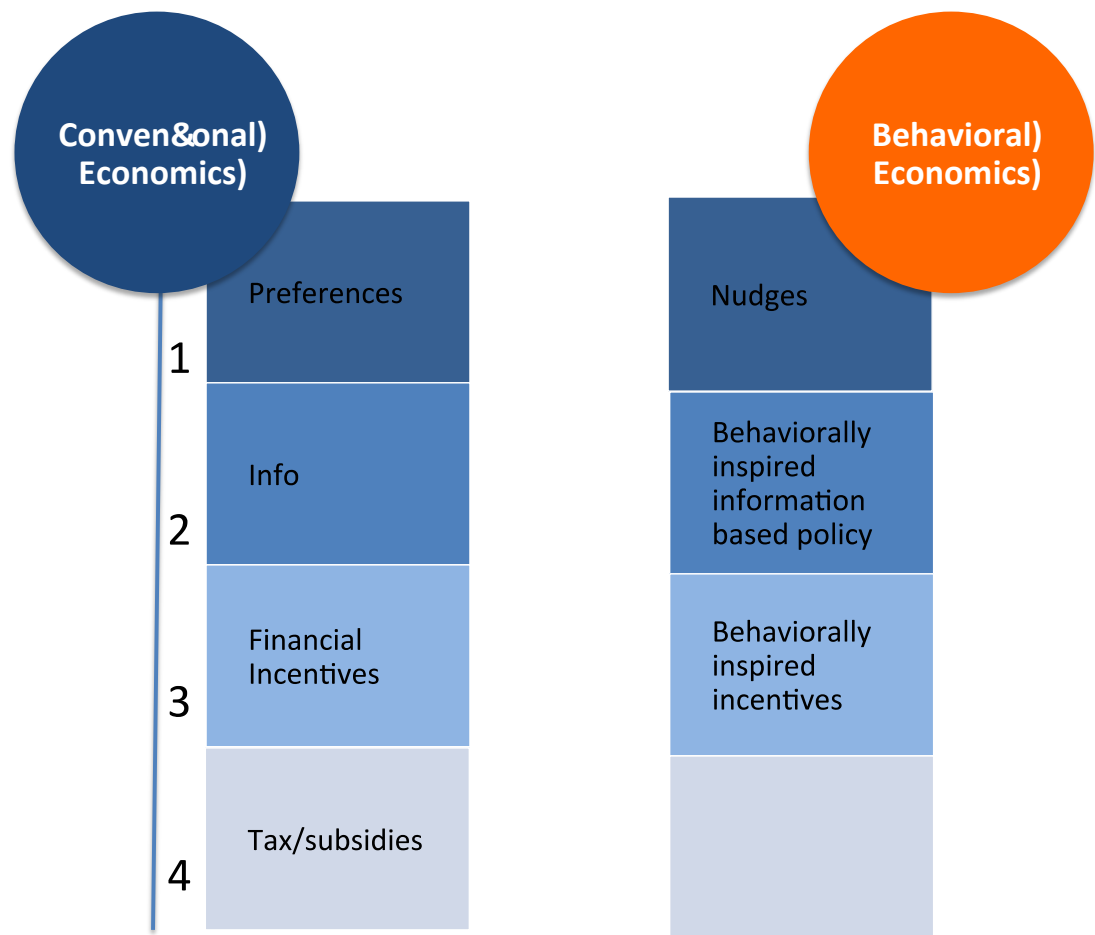 Conven&onal)
Economics)
Behavioral)
Economics)
Preferences
1
Info
2
Financial
Incentives
3
Tax/subsidies
4
Nudges
Behaviorally
inspired
information
based policy
Behaviorally
inspired
incentives